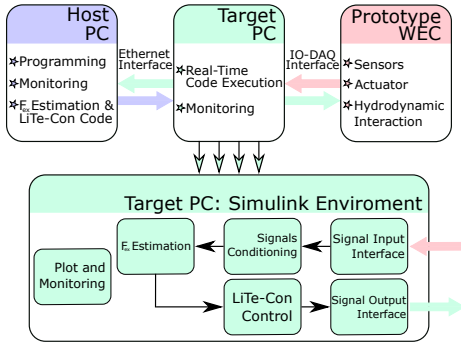 Host
PC
☆Programming
☆Monitoring
☆Fex Estimation &
LiTe-Con Code
Ethernet
Interface
Target
PC
☆Real-Time
Code Execution
☆Monitoring
IO-DAQ
Interface
Prototype
WEC
☆Sensors
☆Actuator
☆Hydrodynamic
Interaction
Target PC: Simulink Enviroment
Fex Estimation
Signals
Conditioning
Signal Input
Interface
Plot and
Monitoring
LiTe-Con
Control
Signal Output
Interface